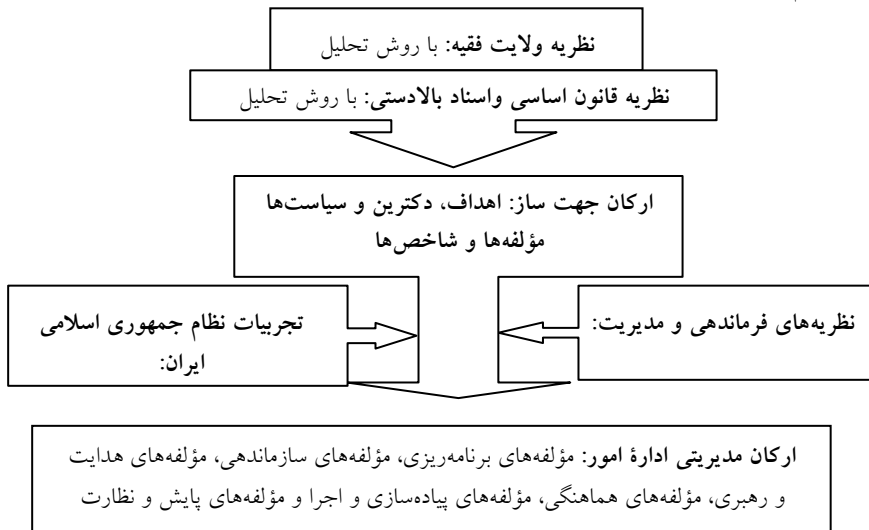 نظریه ولایت فقیه: با روش تحلیل
نظریه قانون اساسی واسناد بالادستی: با روش تحلیل
ارکان جهت ساز: اهداف، دکترین و سیاست‌ها
مؤلفه‌ها و شاخص‌ها
نظریه‌های فرماندهی و مدیریت:
تجربیات نظام جمهوری اسلامی
ایران:
ارکان مدیریتی ادارهٔ امور: مؤلفه‌های برنامه‌ریزی، مؤلفه‌های سازماندهی، مؤلفه‌های هدایت
و رهبری، مؤلفه‌های هماهنگی، مؤلفه‌های پیاده‌سازی و اجرا و مؤلفه‌های پایش و نظارت